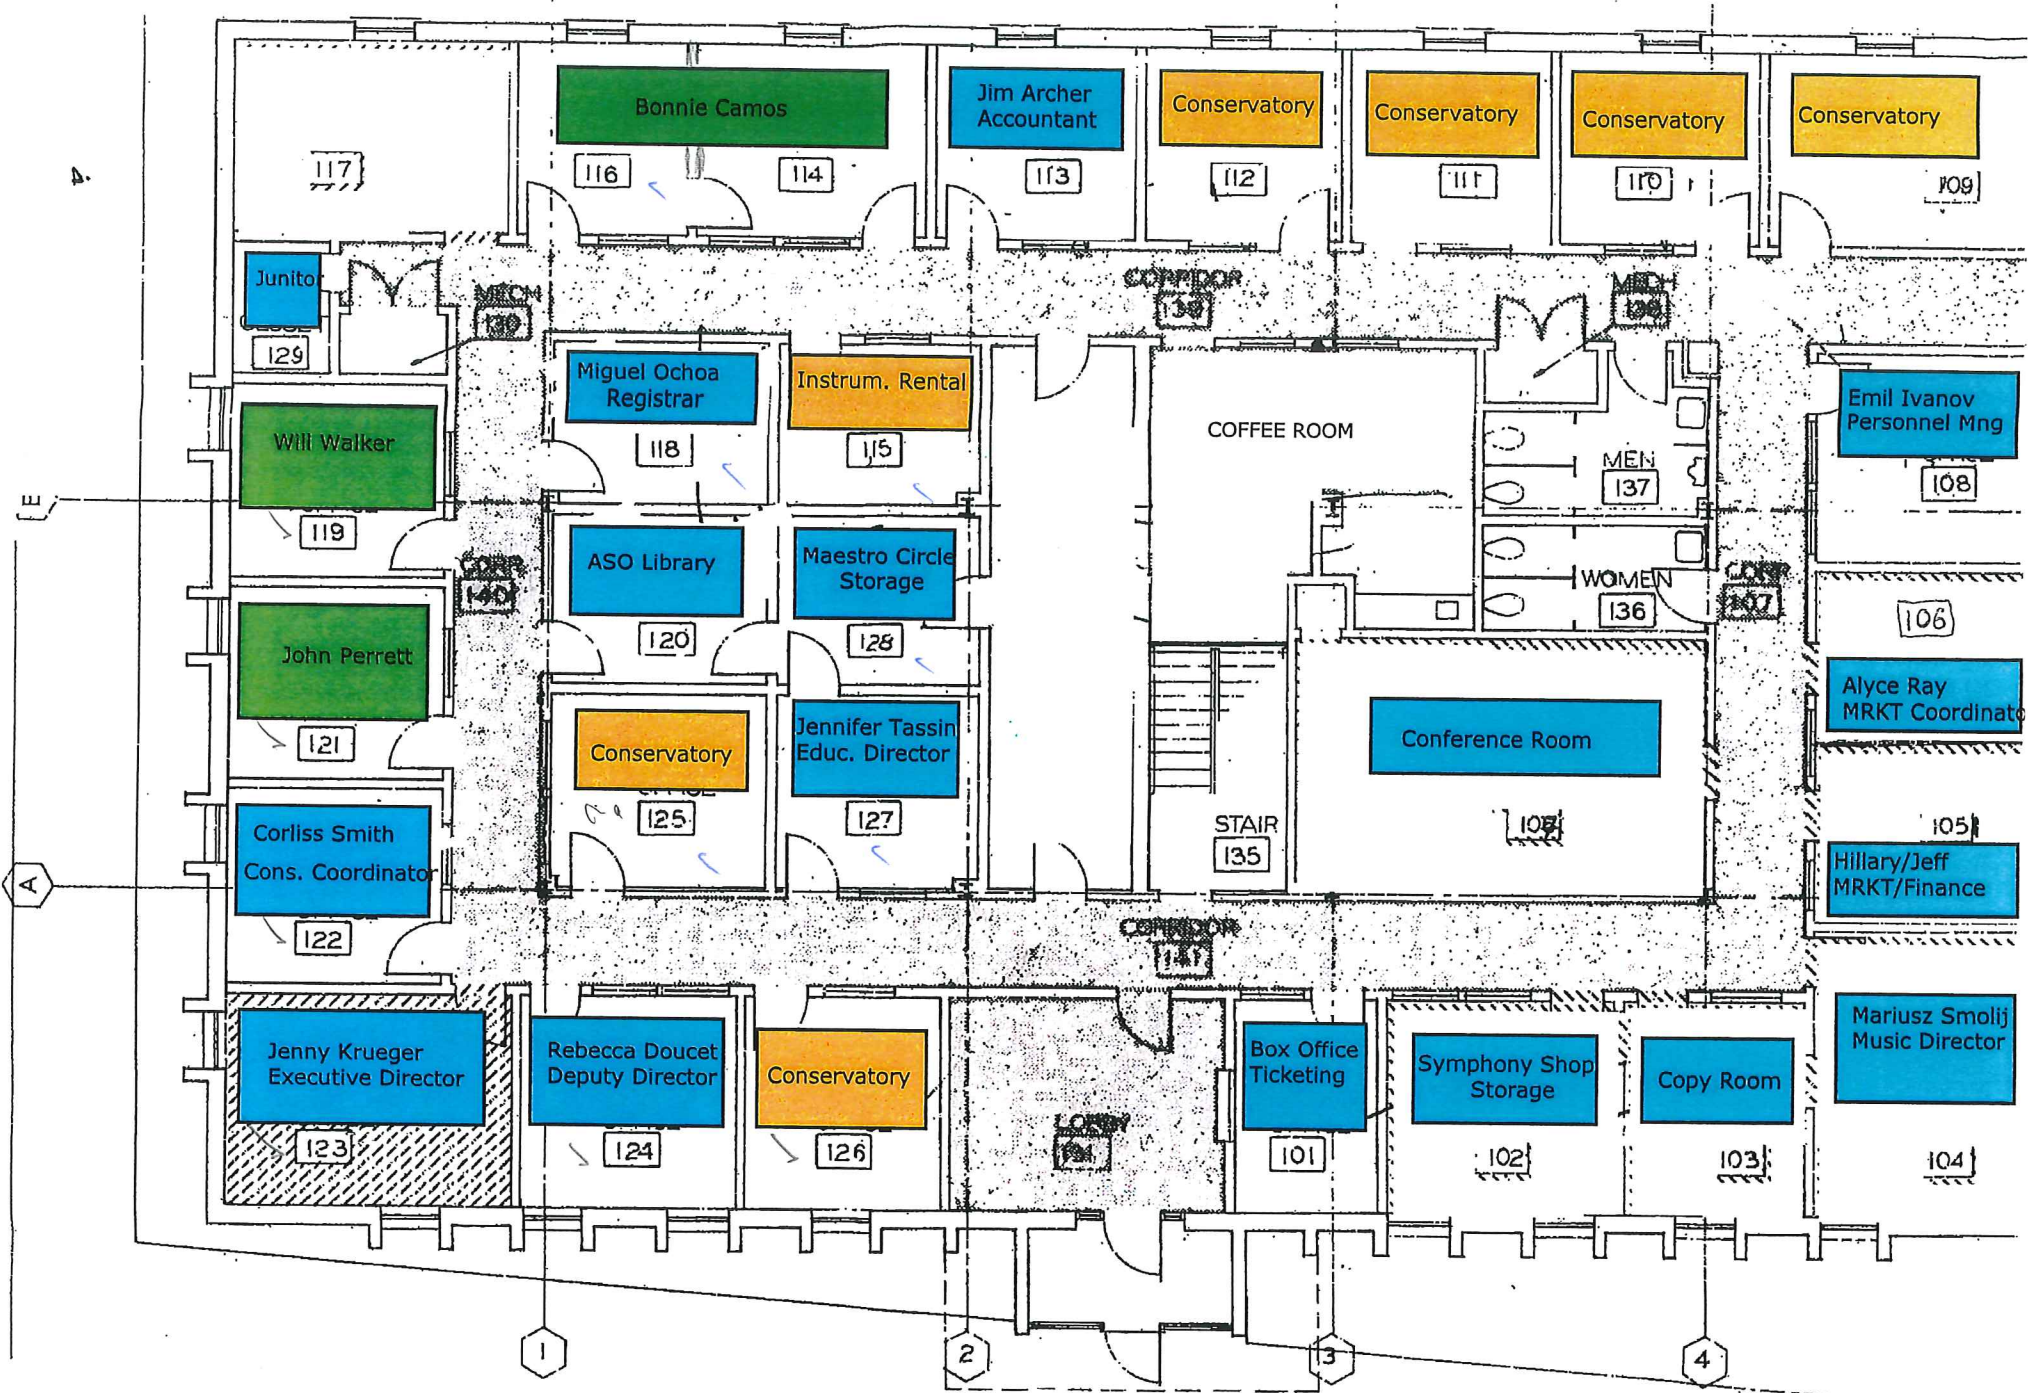 Bonnie Camos
Jim Archer
Accountant
Conservatory
Conservatory
Conservatory
Conservatory
117
116
114
113
112
111
110
109
Junitor
129
MECH
130
CORRIDOR
139
MECH
138
Miguel Ochoa
Registrar
118
Instrum. Rental
115
COFFEE ROOM
MEN
137
Emil Ivanov
Personnel Mng
108
Will Walker
119
E
CORR
140
ASO Library
120
Maestro Circle
Storage
128
WOMEN
136
CORR
107
106
John Perrett
121
Conservatory
125
Jennifer Tassin
Educ. Director
127
STAIR
135
Conference Room
Alyce Ray
MRKT Coordinato
105
Hillary/Jeff
MRKT/Finance
Corliss Smith
Cons. Coordinator
122
A
CORRIDOR
141
Jenny Krueger
Executive Director
123
Rebecca Doucet
Deputy Director
124
Conservatory
126
LOBBY
Box Office
Ticketing
101
Symphony Shop
Storage
102
Copy Room
103
Mariusz Smolij
Music Director
104
1
2
3
4